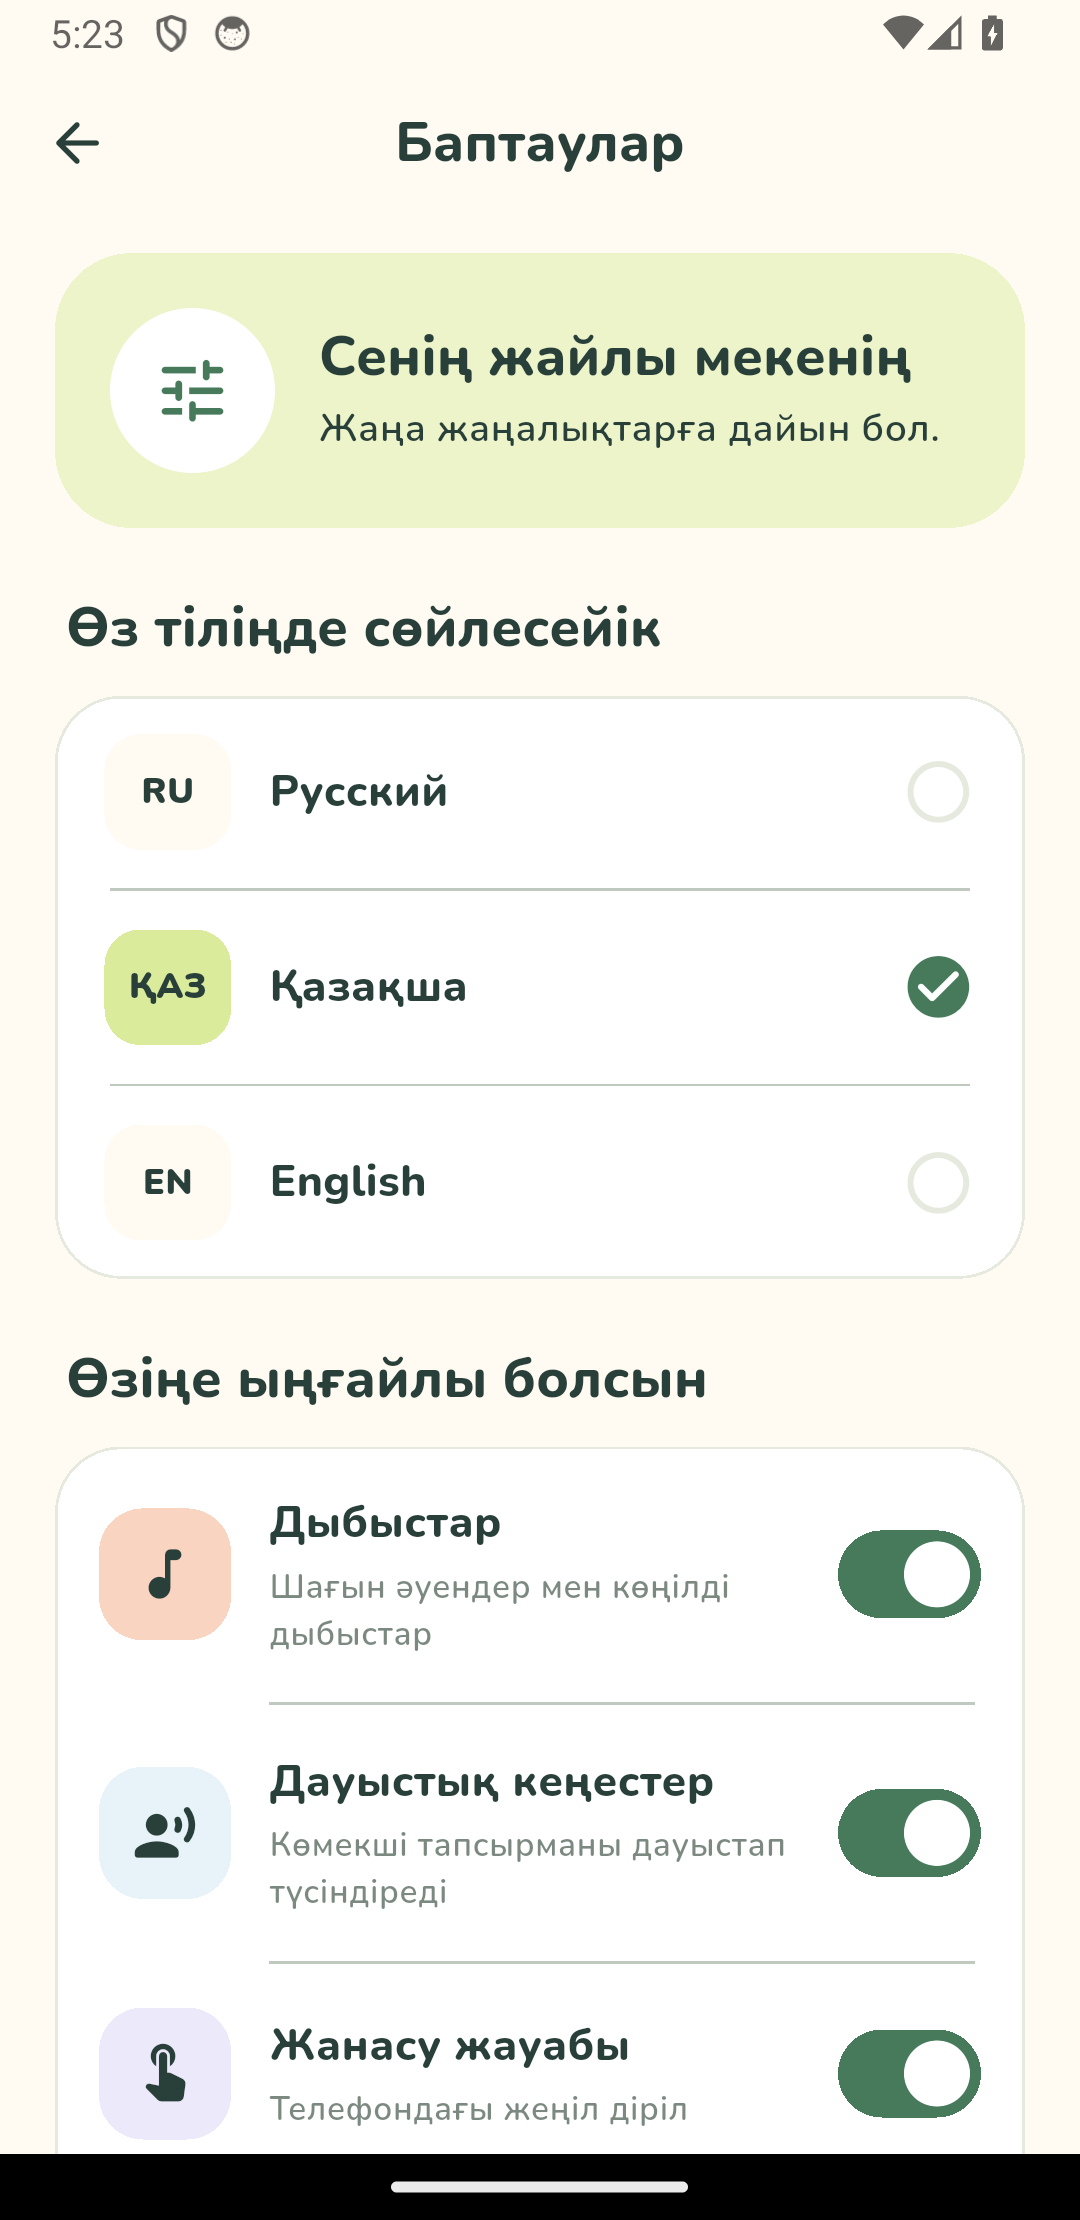 5:23
Баптаулар
Сенің жайлы мекенің
Жаңа жаңалықтарға дайын бол.
Өз тіліңде сөйлесейік
RU
Русский
ҚАЗ
Қазақша
EN
English
Өзіңе ыңғайлы болсын
Дыбыстар
Шағын әуендер мен көңілді
дыбыстар
Дауыстық кеңестер
Көмекші тапсырманы дауыстап
түсіндіреді
Жанасу жауабы
Телефондағы жеңіл діріл